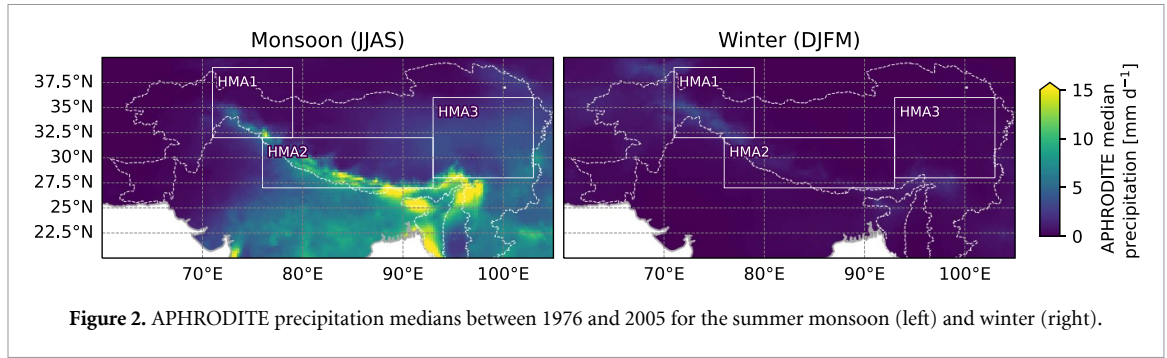 Monsoon (JJAS)
Winter (DJFM)
37.5°N
35°N
32.5°N
30°N
27.5°N
25°N
22.5°N
HMA1
HMA2
HMA3
70°E
80°E
90°E
100°E
HMA1
HMA2
HMA3
70°E
80°E
90°E
100°E
15
10
5
0
APHRODITE median
precipitation [mm d⁻¹]
Figure 2. APHRODITE precipitation medians between 1976 and 2005 for the summer monsoon (left) and winter (right).